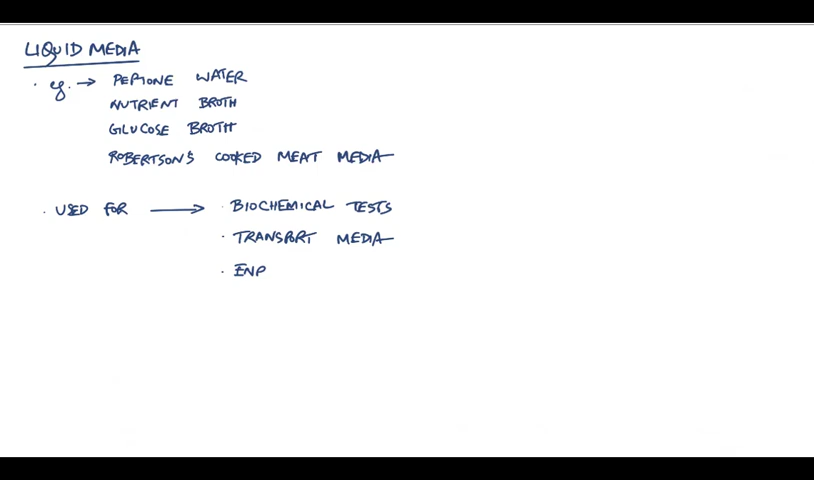 LIQUID MEDIA
· eg. → PEPTONE WATER
NUTRIENT BROTH
GLUCOSE BROTH
ROBERTSON'S COOKED MEAT MEDIA
· USED FOR → · BIOCHEMICAL TESTS
· TRANSPORT MEDIA
· ENP